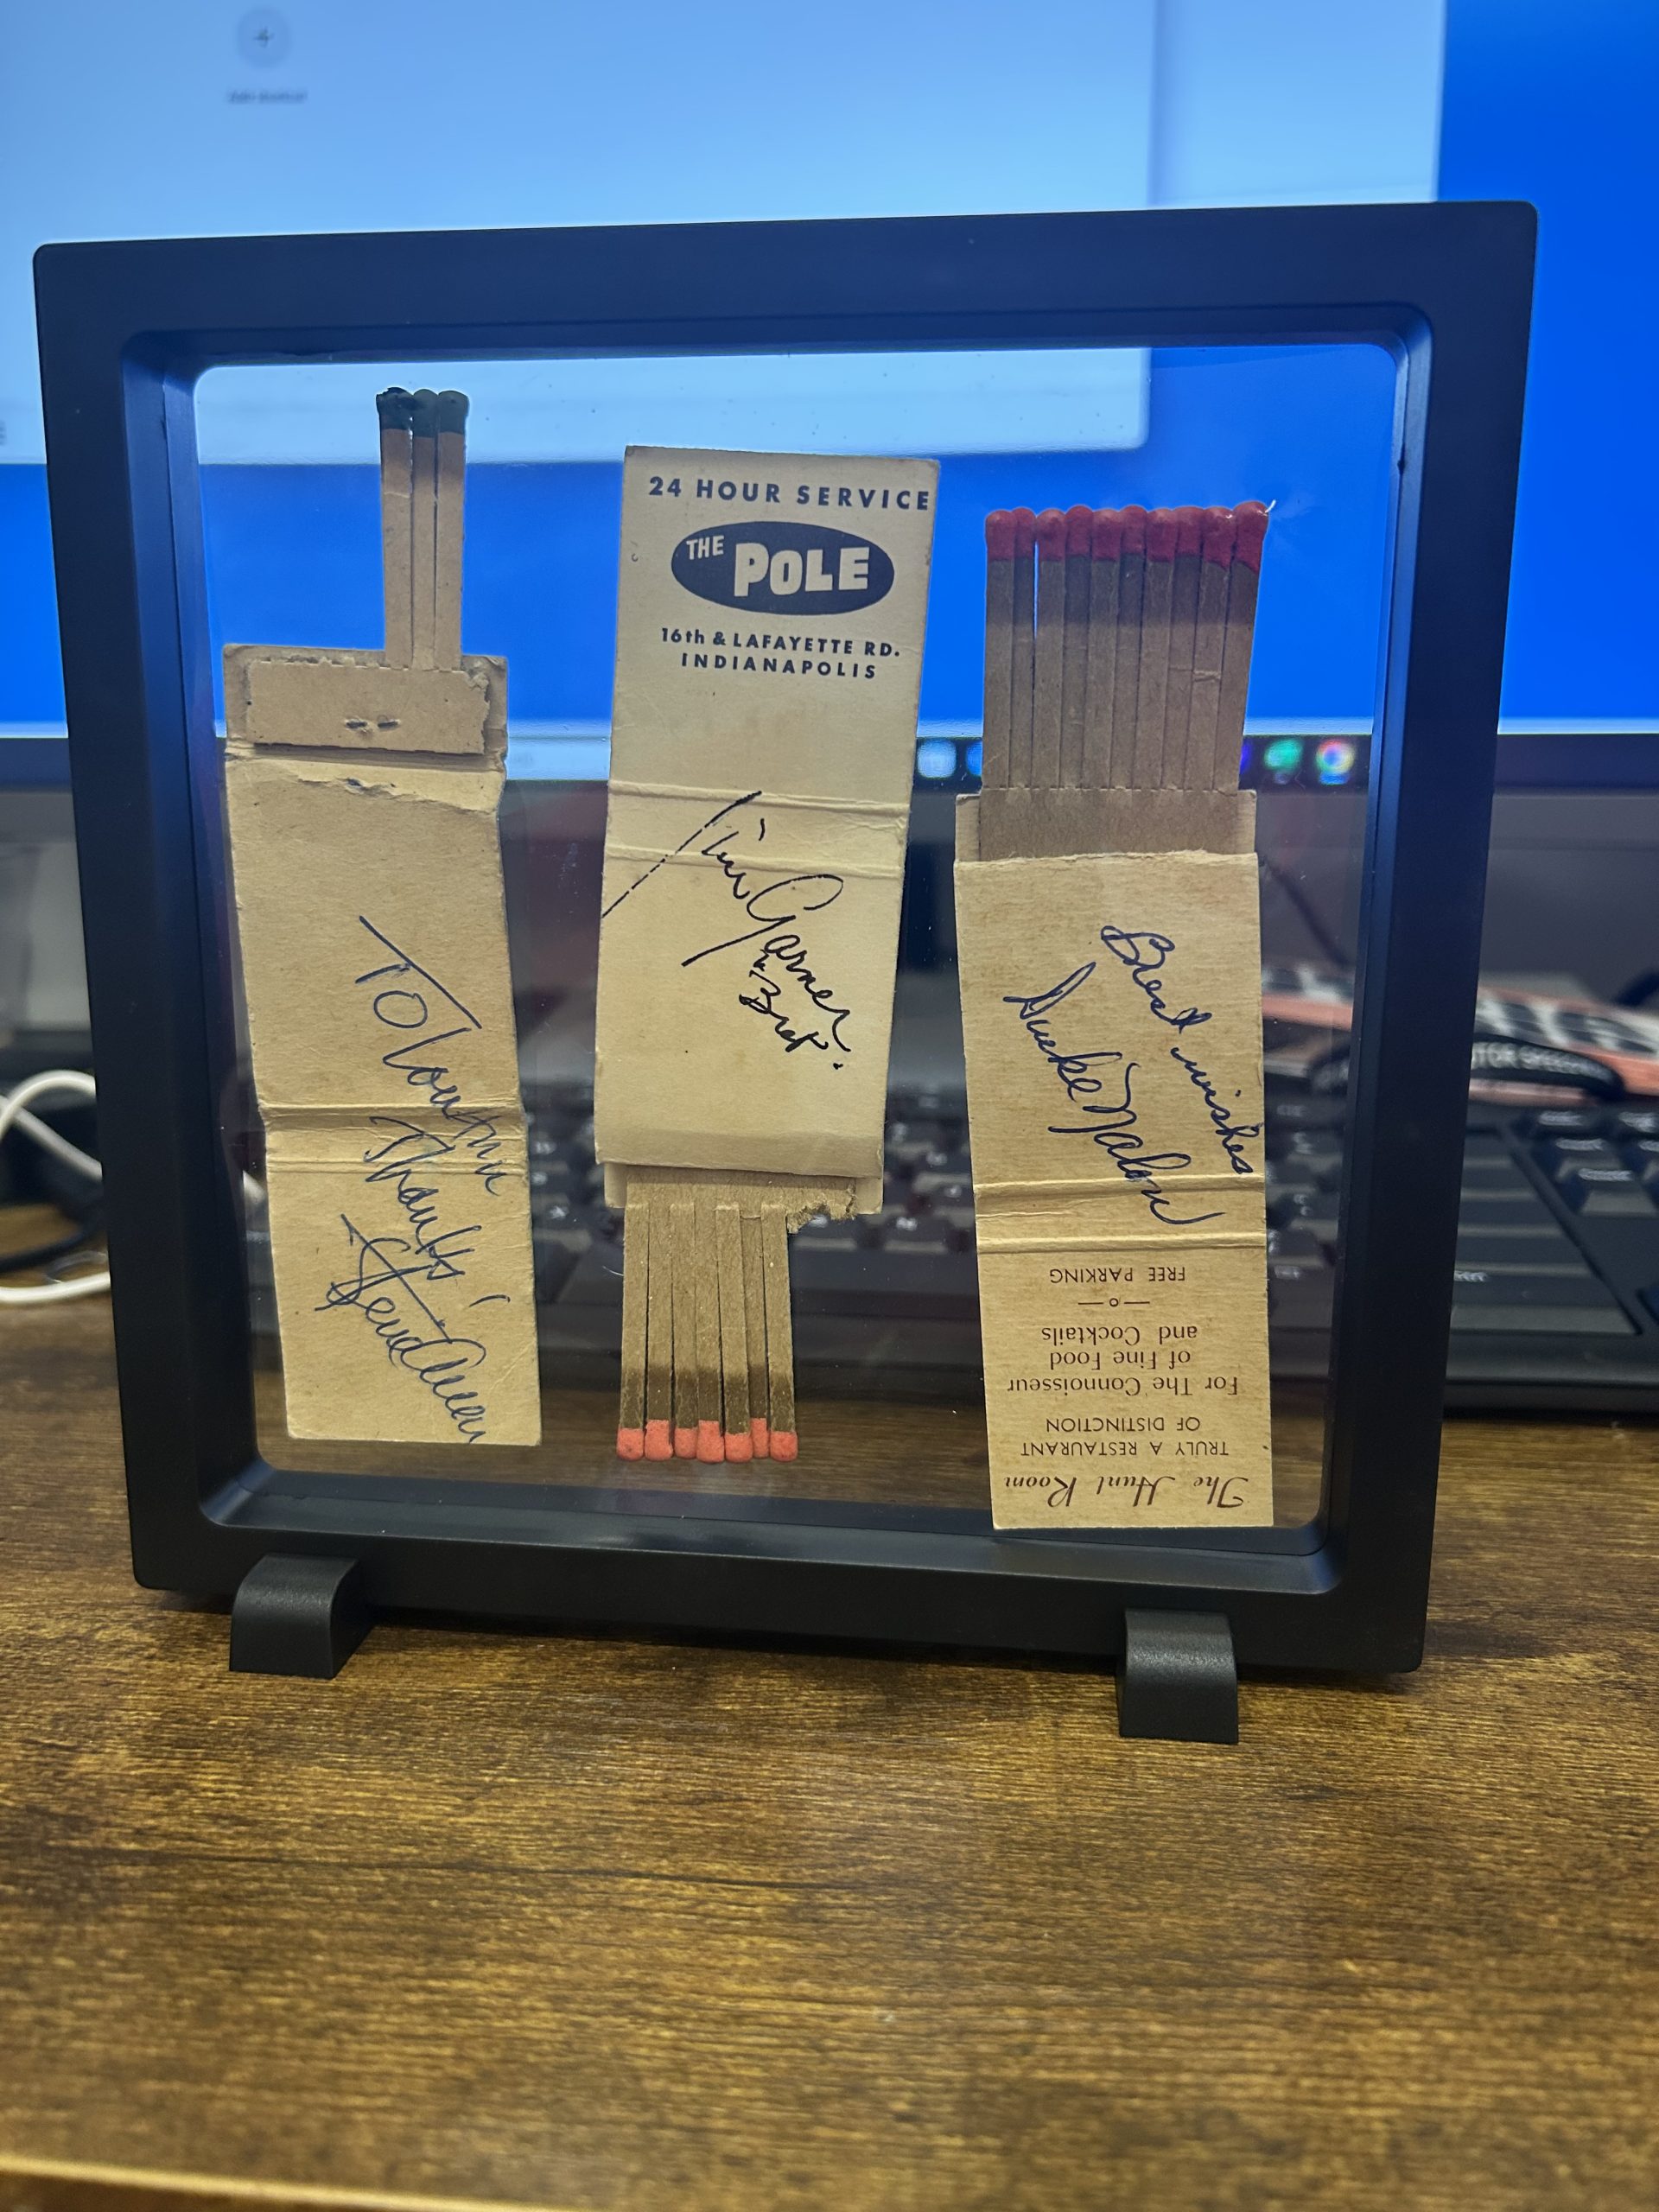 TO
Thanks
24 HOUR SERVICE
THE POLE
16th & LAFAYETTE RD.
INDIANAPOLIS
Jim Garner
"Bret"
Best wishes
Duke Nalon
FREE PARKING
—o—
and Cocktails
of Fine Food
For The Connoisseur
OF DISTINCTION
TRULY A RESTAURANT
The Hunt Room